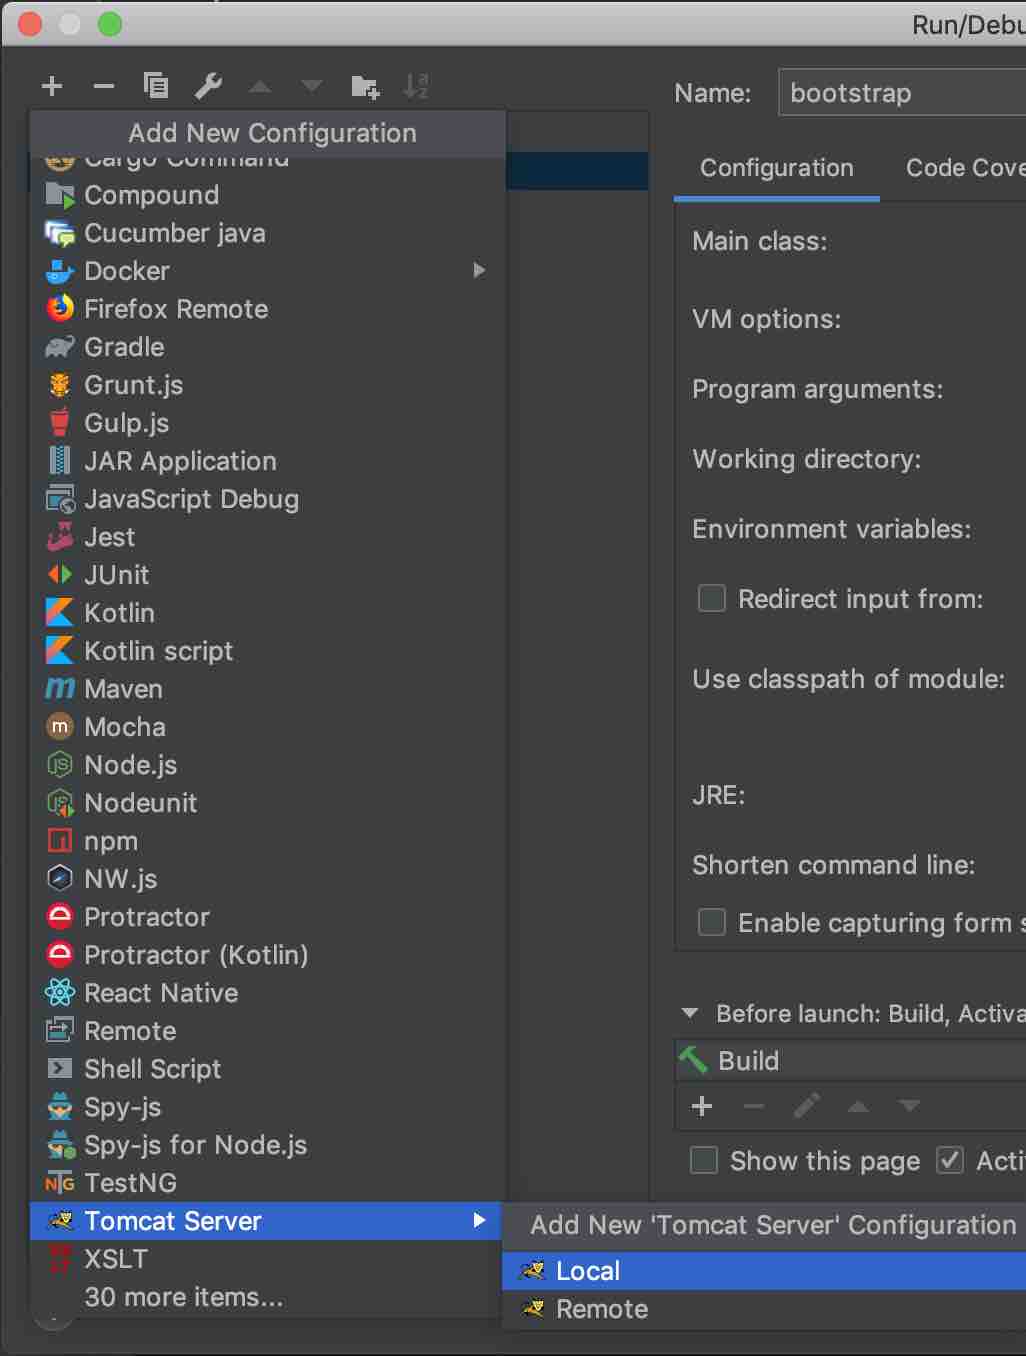 Run/Debu
Name:
bootstrap
Add New Configuration
Cargo Command
Compound
Cucumber java
Docker
Firefox Remote
Gradle
Grunt.js
Gulp.js
JAR Application
JavaScript Debug
Jest
JUnit
Kotlin
Kotlin script
Maven
Mocha
Node.js
Nodeunit
npm
NW.js
Protractor
Protractor (Kotlin)
React Native
Remote
Shell Script
Spy-js
Spy-js for Node.js
TestNG
Tomcat Server
XSLT
30 more items...
Configuration
Code Cove
Main class:
VM options:
Program arguments:
Working directory:
Environment variables:
Redirect input from:
Use classpath of module:
JRE:
Shorten command line:
Enable capturing form s
Before launch: Build, Activa
Build
Show this page
Acti
Add New 'Tomcat Server' Configuration
Local
Remote